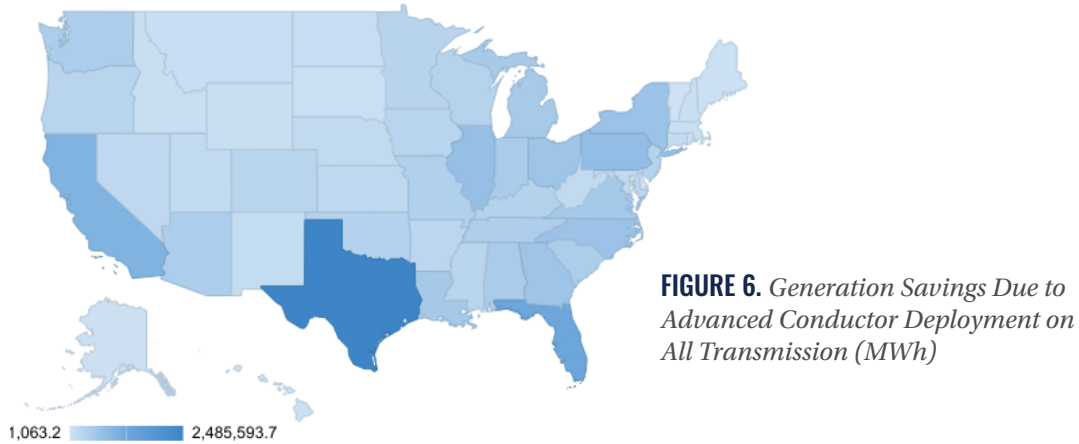 FIGURE 6. Generation Savings Due to
Advanced Conductor Deployment on
All Transmission (MWh)
1,063.2 2,485,593.7